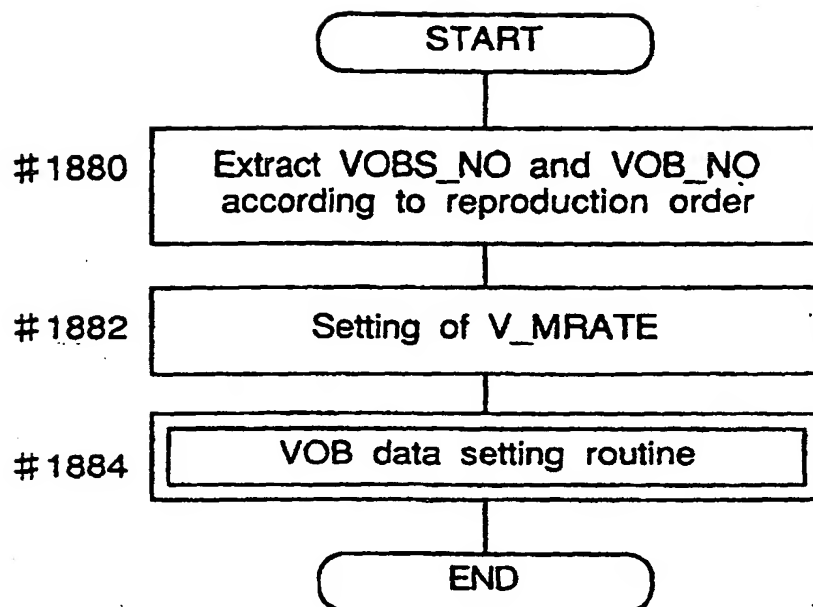 START
#1880
Extract VOBS_NO and VOB_NO
according to reproduction order
#1882
Setting of V_MRATE
#1884
VOB data setting routine
END